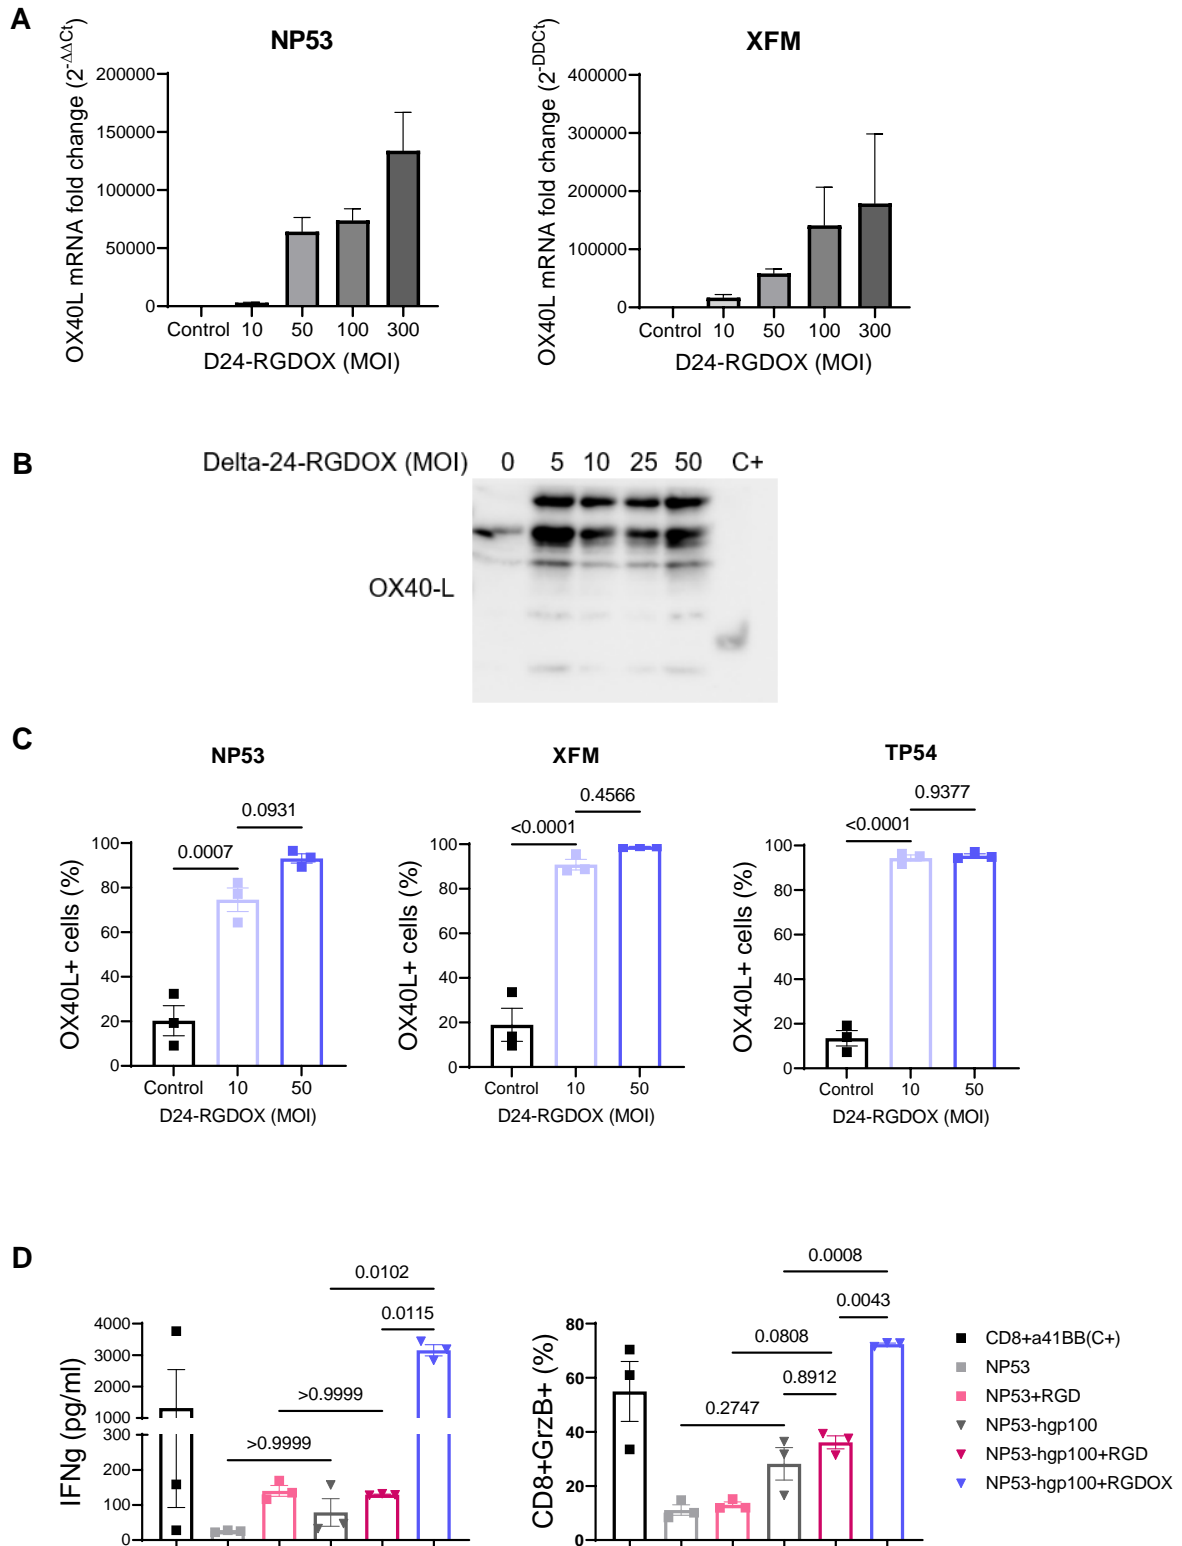 A
NP53
XFM
OX40L mRNA fold change (2-ΔΔCt)
200000
150000
100000
50000
0
Control 10 50 100 300
D24-RGDOX (MOI)
OX40L mRNA fold change (2-DDCt)
400000
300000
200000
100000
0
Control 10 50 100 300
D24-RGDOX (MOI)
B
Delta-24-RGDOX (MOI) 0 5 10 25 50 C+
OX40-L
C
NP53
0.0931
0.0007
OX40L+ cells (%)
100
80
60
40
20
0
Control 10 50
D24-RGDOX (MOI)
XFM
0.4566
<0.0001
OX40L+ cells (%)
100
80
60
40
20
0
Control 10 50
D24-RGDOX (MOI)
TP54
0.9377
<0.0001
OX40L+ cells (%)
100
80
60
40
20
0
Control 10 50
D24-RGDOX (MOI)
D
0.0102
0.0115
>0.9999
>0.9999
IFNg (pg/ml)
4000
3000
2000
1000
300
200
100
0
0.0008
0.0043
0.0808
0.8912
0.2747
CD8+GrzB+ (%)
80
60
40
20
0
CD8+a41BB(C+)
NP53
NP53+RGD
NP53-hgp100
NP53-hgp100+RGD
NP53-hgp100+RGDOX